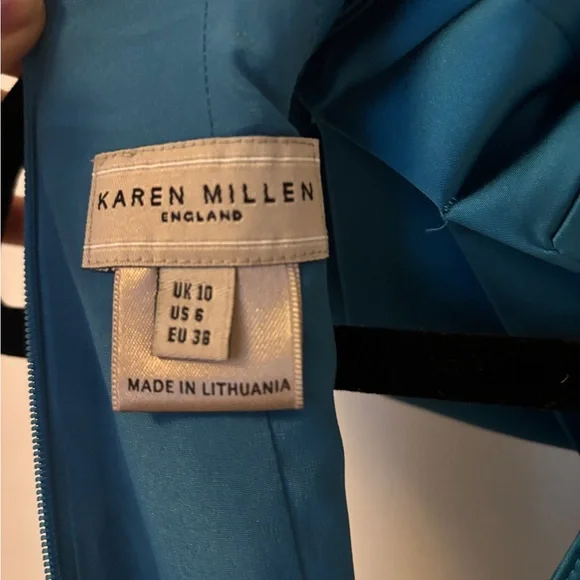 KAREN MILLEN
ENGLAND
UK 10
US 6
EU 38
MADE IN LITHUANIA